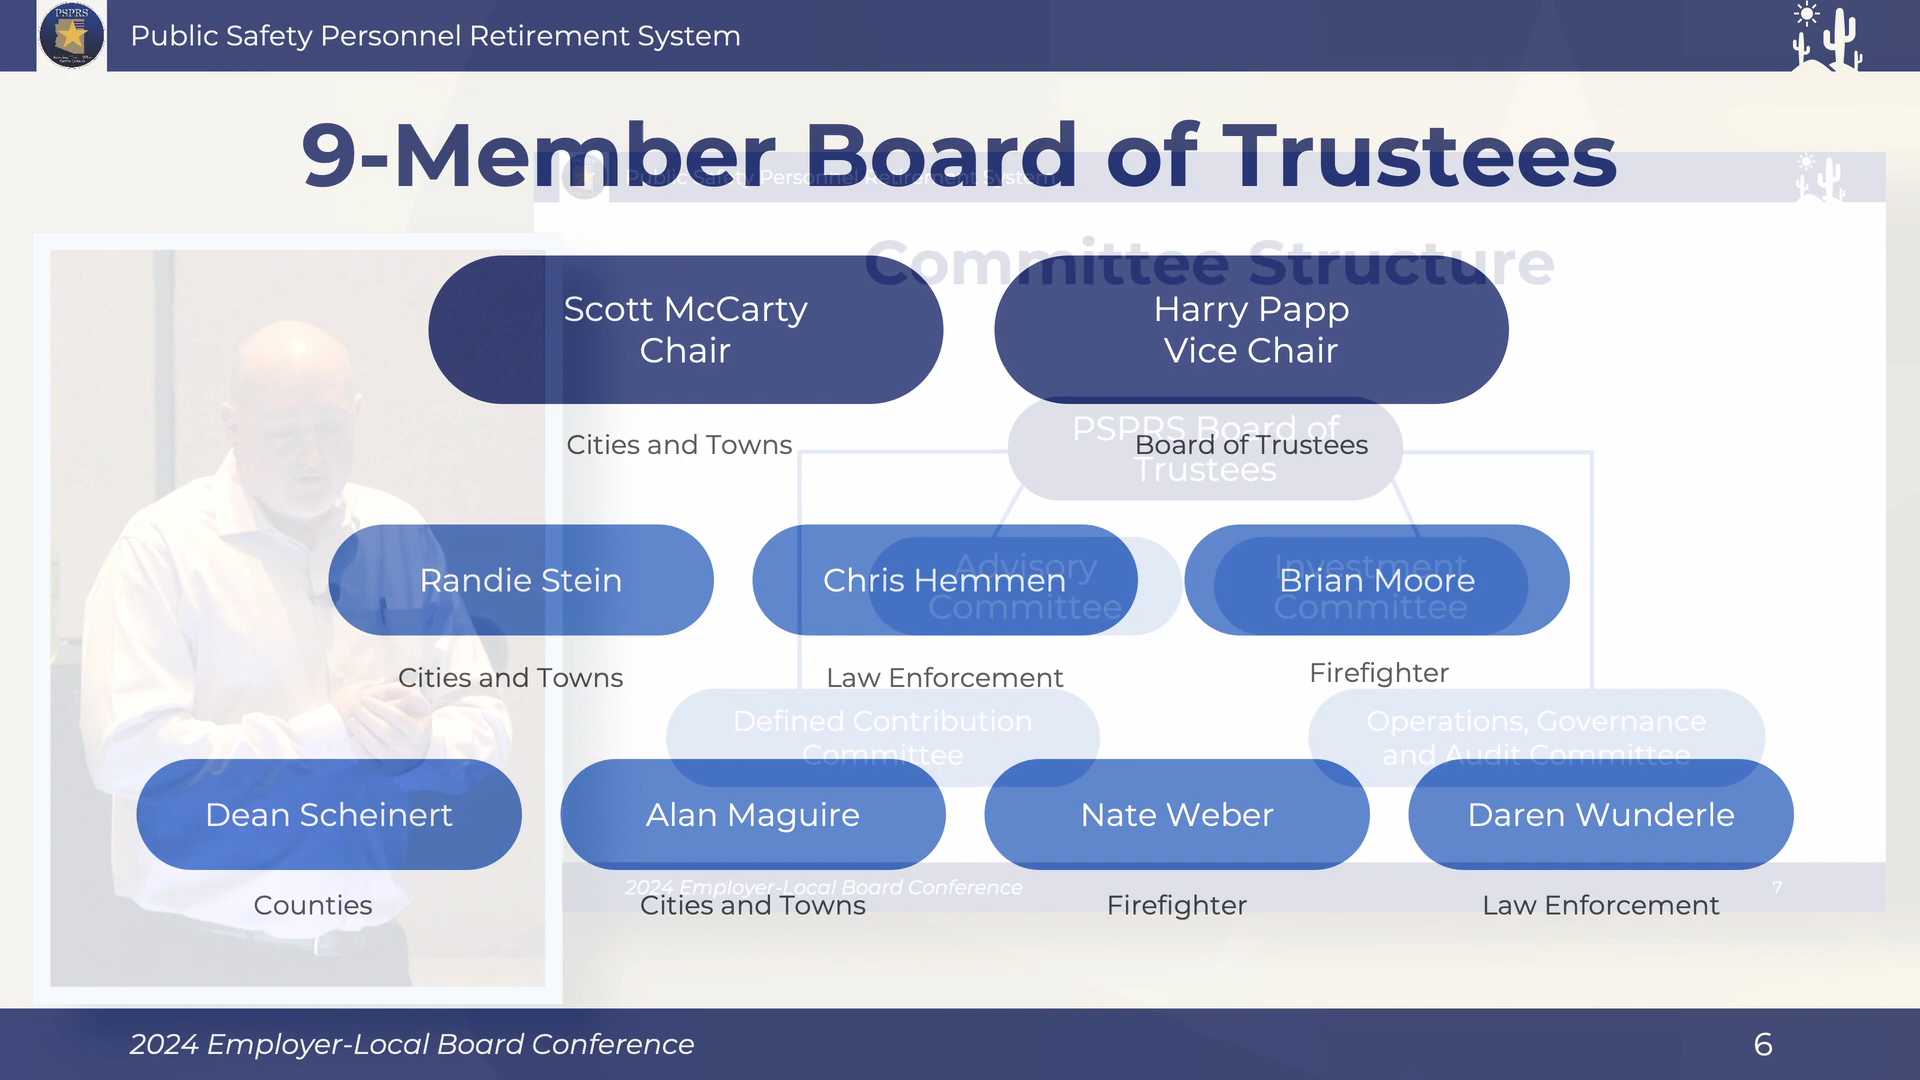 PSPRS
Public Safety Personnel Retirement System
9-Member Board of Trustees
Public Safety Personnel Retirement System
Committee Structure
Scott McCarty
Chair
Harry Papp
Vice Chair
Cities and Towns
Board of Trustees
PSPRS Board of
Trustees
Randie Stein
Chris Hemmen
Brian Moore
Advisory
Committee
Investment
Committee
Cities and Towns
Law Enforcement
Firefighter
Defined Contribution
Committee
Operations, Governance
and Audit Committee
Dean Scheinert
Alan Maguire
Nate Weber
Daren Wunderle
2024 Employer-Local Board Conference
7
Counties
Cities and Towns
Firefighter
Law Enforcement
2024 Employer-Local Board Conference
6